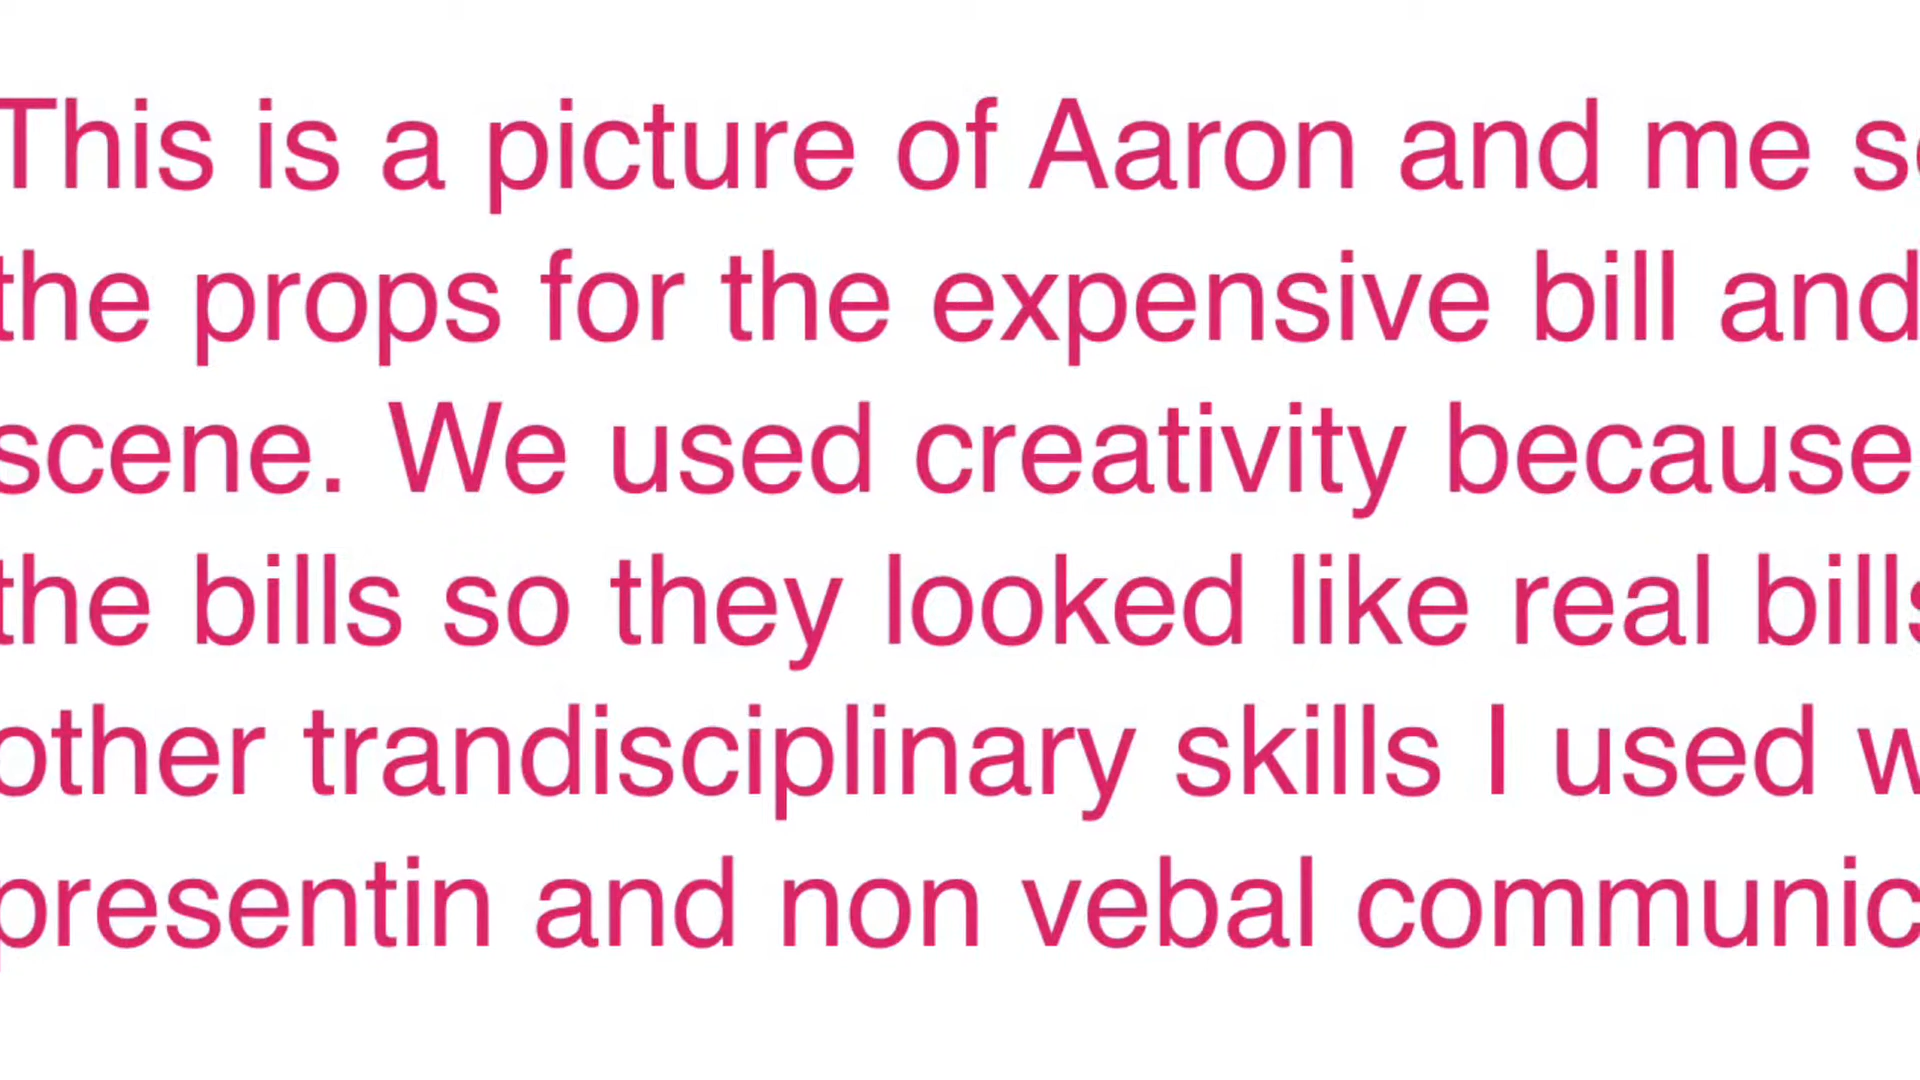 This is a picture of Aaron and me
the props for the expensive bill and
scene. We used creativity because
the bills so they looked like real bills
other trandisciplinary skills I used
presentin and non vebal